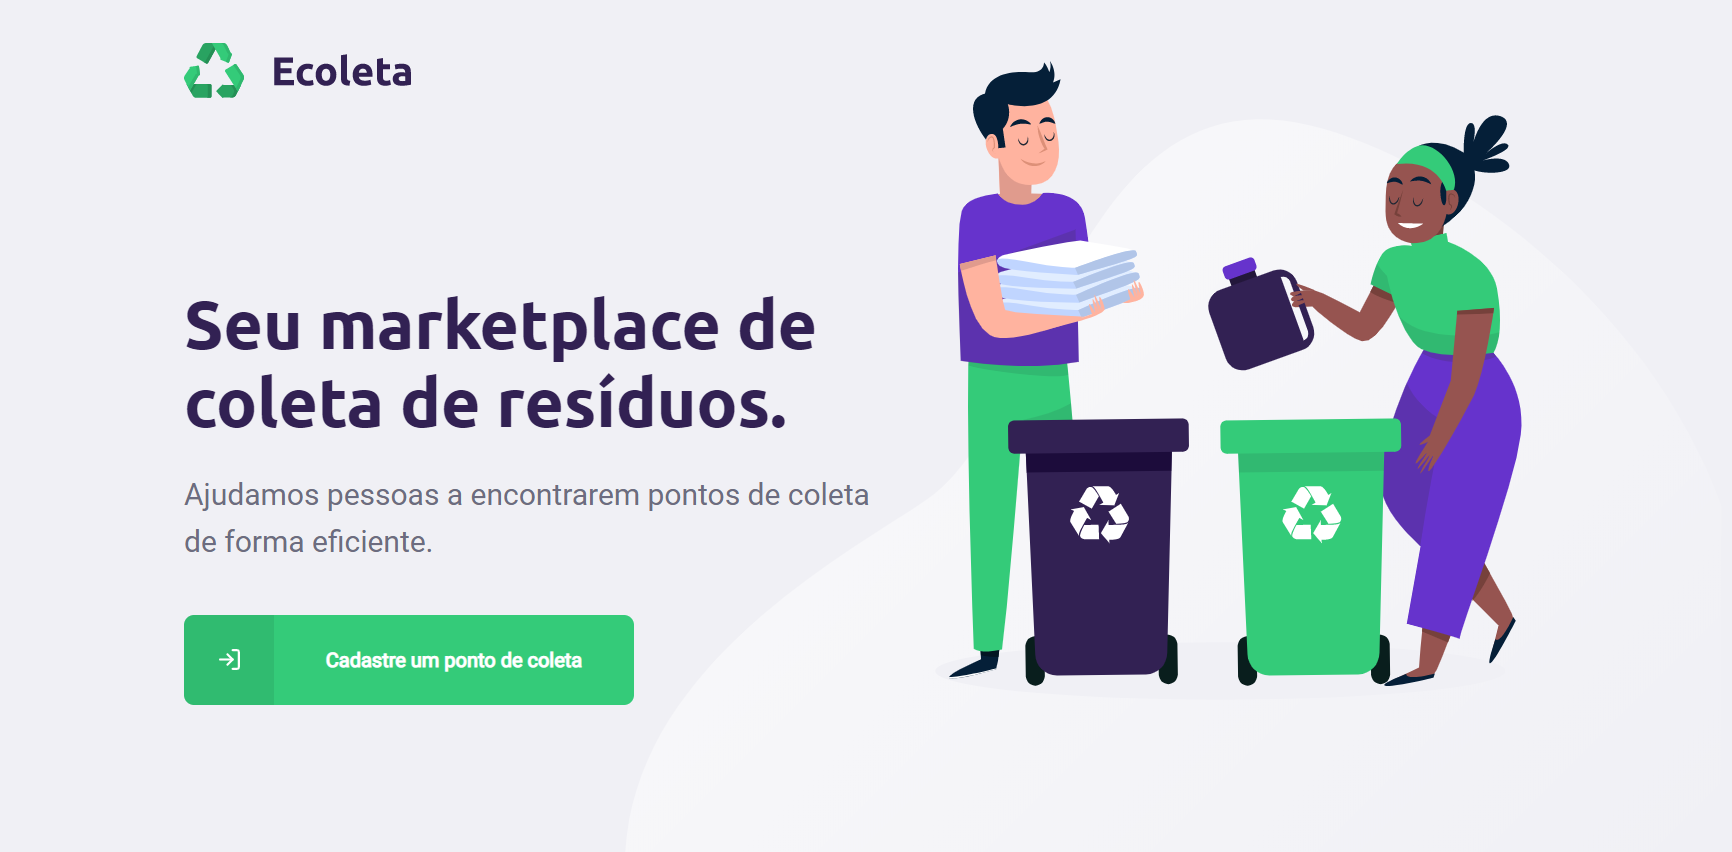 Ecoleta
Seu marketplace de
coleta de resíduos.
Ajudamos pessoas a encontrarem pontos de coleta
de forma eficiente.
Cadastre um ponto de coleta